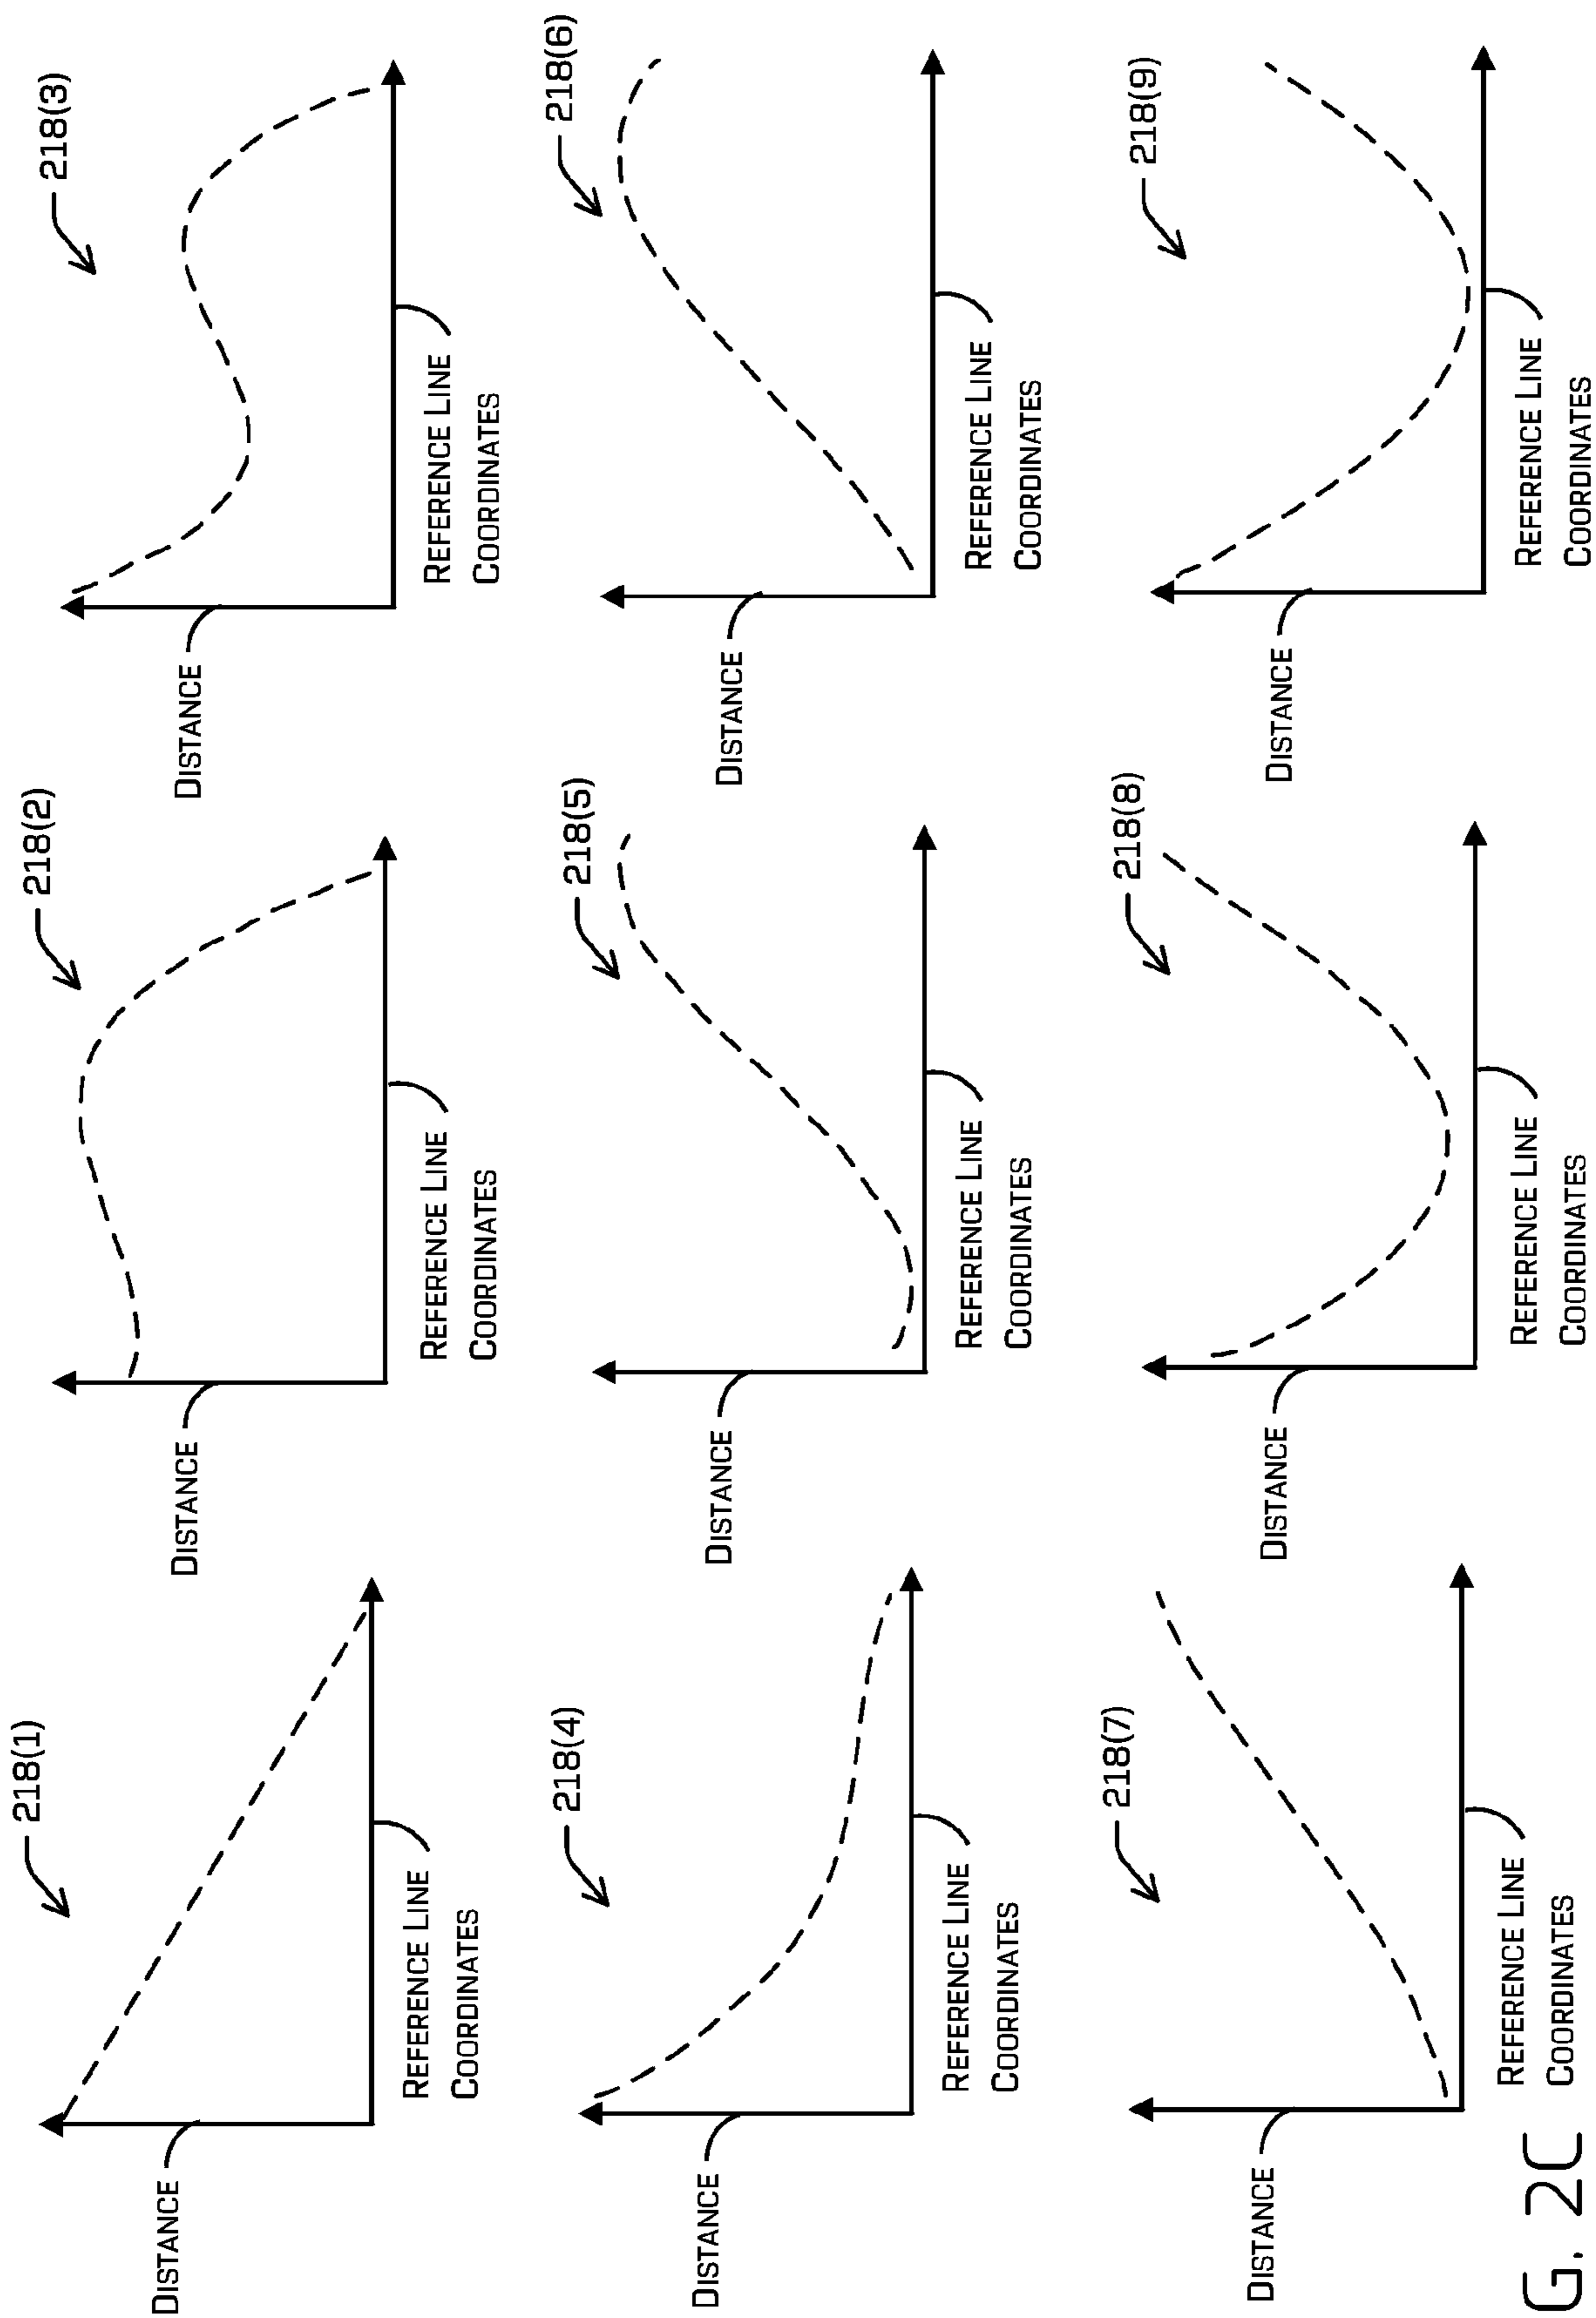 218(1)
DISTANCE
REFERENCE LINE
COORDINATES
218(2)
DISTANCE
REFERENCE LINE
COORDINATES
218(3)
DISTANCE
REFERENCE LINE
COORDINATES
218(4)
DISTANCE
REFERENCE LINE
COORDINATES
218(5)
DISTANCE
REFERENCE LINE
COORDINATES
218(6)
DISTANCE
REFERENCE LINE
COORDINATES
218(7)
DISTANCE
REFERENCE LINE
COORDINATES
218(8)
DISTANCE
REFERENCE LINE
COORDINATES
218(9)
DISTANCE
REFERENCE LINE
COORDINATES
G. 2C